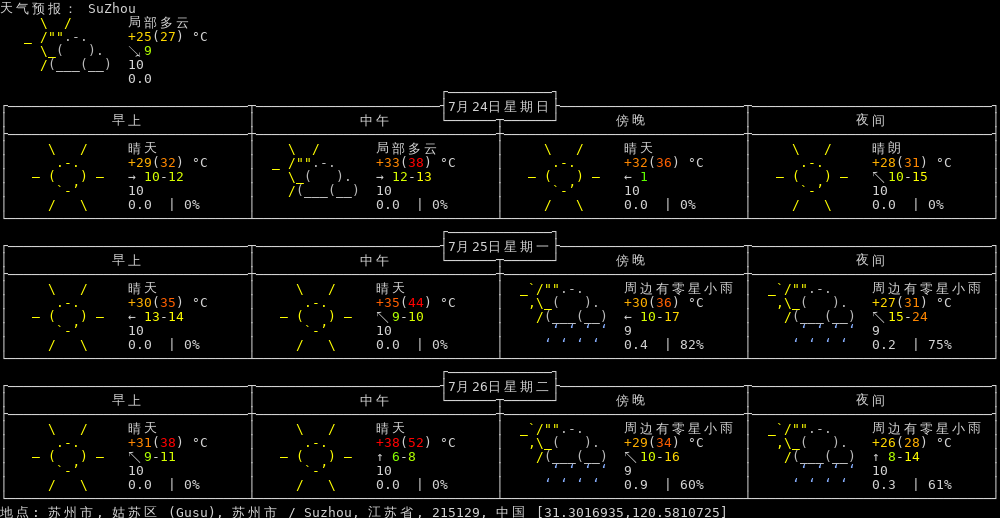 天气预报： SuZhou
局部多云
+25(27) °C
↘ 9
10
0.0
7月24日星期日
早上 中午 傍晚 夜间
晴天 局部多云 晴天 晴朗
+29(32) °C +33(38) °C +32(36) °C +28(31) °C
→ 10-12 → 12-13 ← 1 ↖ 10-15
10 10 10 10
0.0 | 0% 0.0 | 0% 0.0 | 0% 0.0 | 0%
7月25日星期一
早上 中午 傍晚 夜间
晴天 晴天 周边有零星小雨 周边有零星小雨
+30(35) °C +35(44) °C +30(36) °C +27(31) °C
← 13-14 ↖ 9-10 ← 10-17 ↖ 15-24
10 10 9 9
0.0 | 0% 0.0 | 0% 0.4 | 82% 0.2 | 75%
7月26日星期二
早上 中午 傍晚 夜间
晴天 晴天 周边有零星小雨 周边有零星小雨
+31(38) °C +38(52) °C +29(34) °C +26(28) °C
↖ 9-11 ↑ 6-8 ↖ 10-16 ↑ 8-14
10 10 9 10
0.0 | 0% 0.0 | 0% 0.9 | 60% 0.3 | 61%
地点: 苏州市, 姑苏区 (Gusu), 苏州市 / Suzhou, 江苏省, 215129, 中国 [31.3016935,120.5810725]